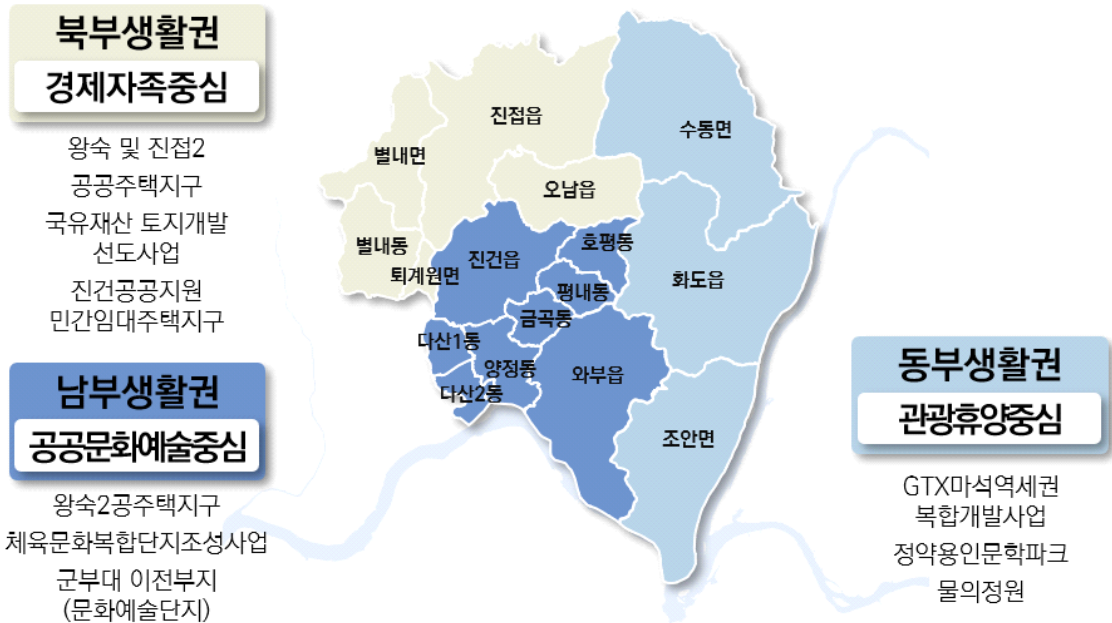 북부생활권
경제자족중심
왕숙 및 진접2
공공주택지구
국유재산 토지개발
선도사업
진건공공지원
민간임대주택지구
남부생활권
공공문화예술중심
왕숙2공주택지구
체육문화복합단지조성사업
군부대 이전부지
(문화예술단지)
진접읍
수동면
별내면
오남읍
별내동
호평동
진건읍
퇴계원면
화도읍
평내동
금곡동
다산1동
양정동
와부읍
다산2동
조안면
동부생활권
관광휴양중심
GTX마석역세권
복합개발사업
정약용인문학파크
물의정원